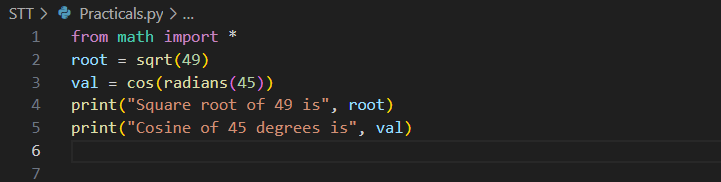 STT > Practicals.py > ...
1 from math import *
2 root = sqrt(49)
3 val = cos(radians(45))
4 print("Square root of 49 is", root)
5 print("Cosine of 45 degrees is", val)
6
7